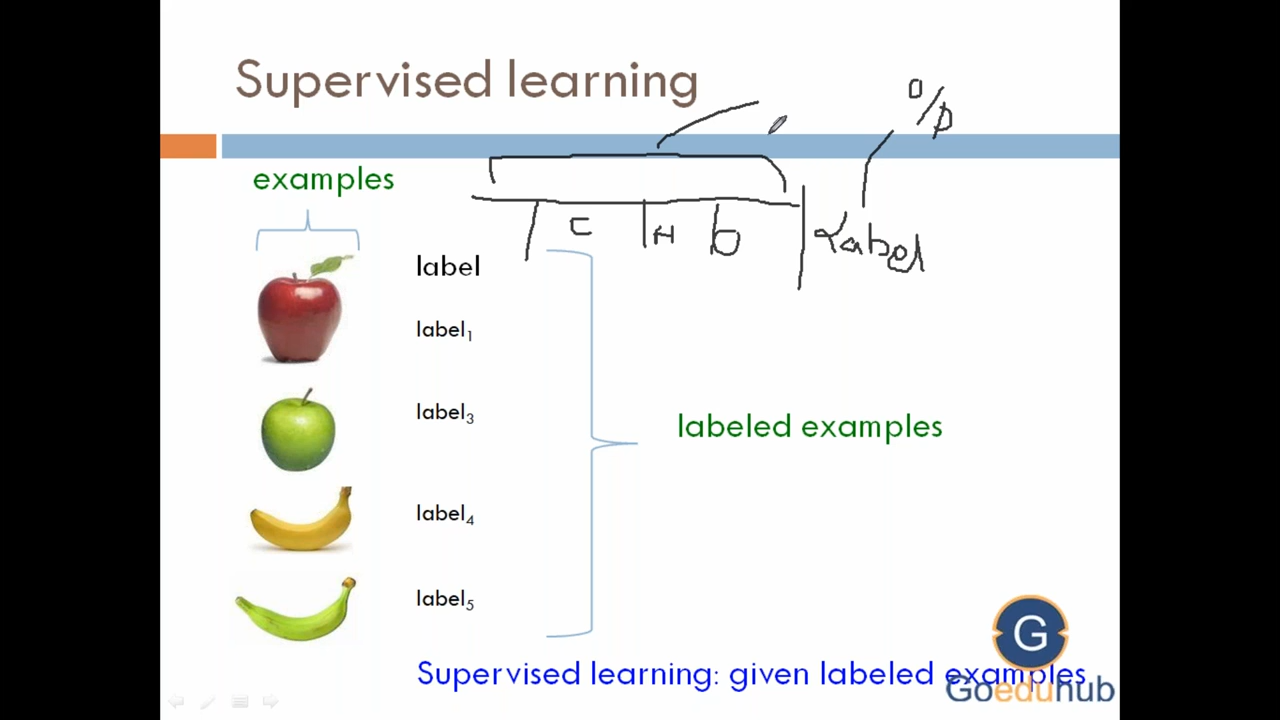 Supervised learning
O/P
examples
C H b Label
label
label1
label3
labeled examples
label4
label5
Supervised learning: given labeled examples
G
Goeduhub